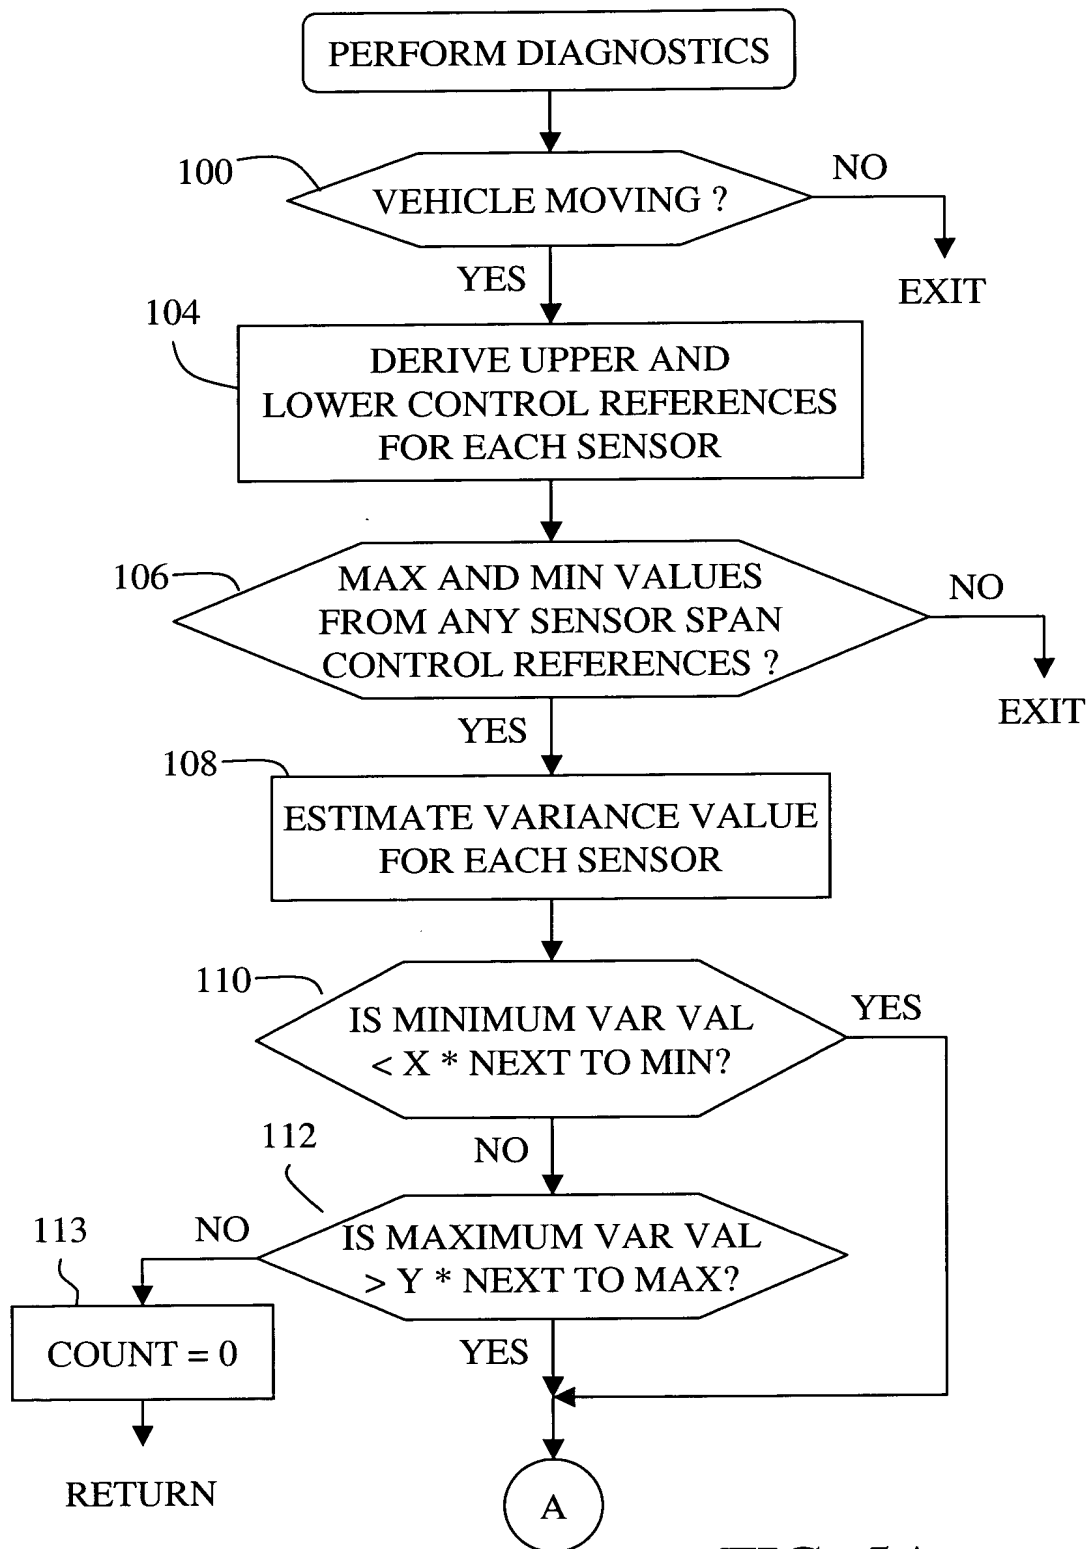 PERFORM DIAGNOSTICS
100
VEHICLE MOVING ?
NO
EXIT
YES
104
DERIVE UPPER AND
LOWER CONTROL REFERENCES
FOR EACH SENSOR
106
MAX AND MIN VALUES
FROM ANY SENSOR SPAN
CONTROL REFERENCES ?
NO
EXIT
YES
108
ESTIMATE VARIANCE VALUE
FOR EACH SENSOR
110
IS MINIMUM VAR VAL
< X * NEXT TO MIN?
YES
NO
112
IS MAXIMUM VAR VAL
> Y * NEXT TO MAX?
NO
113
COUNT = 0
RETURN
YES
A